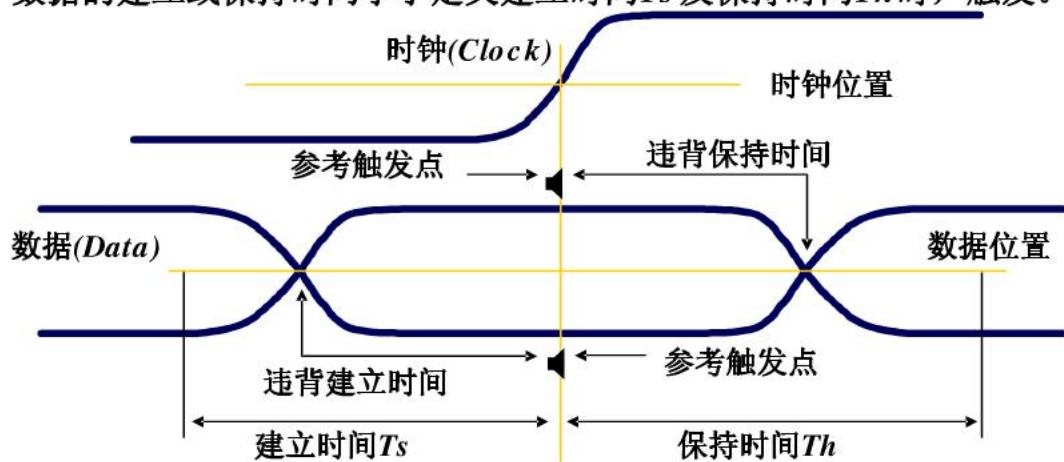 时钟(Clock)
时钟位置
参考触发点
违背保持时间
数据(Data)
数据位置
违背建立时间
参考触发点
建立时间Ts
保持时间Th